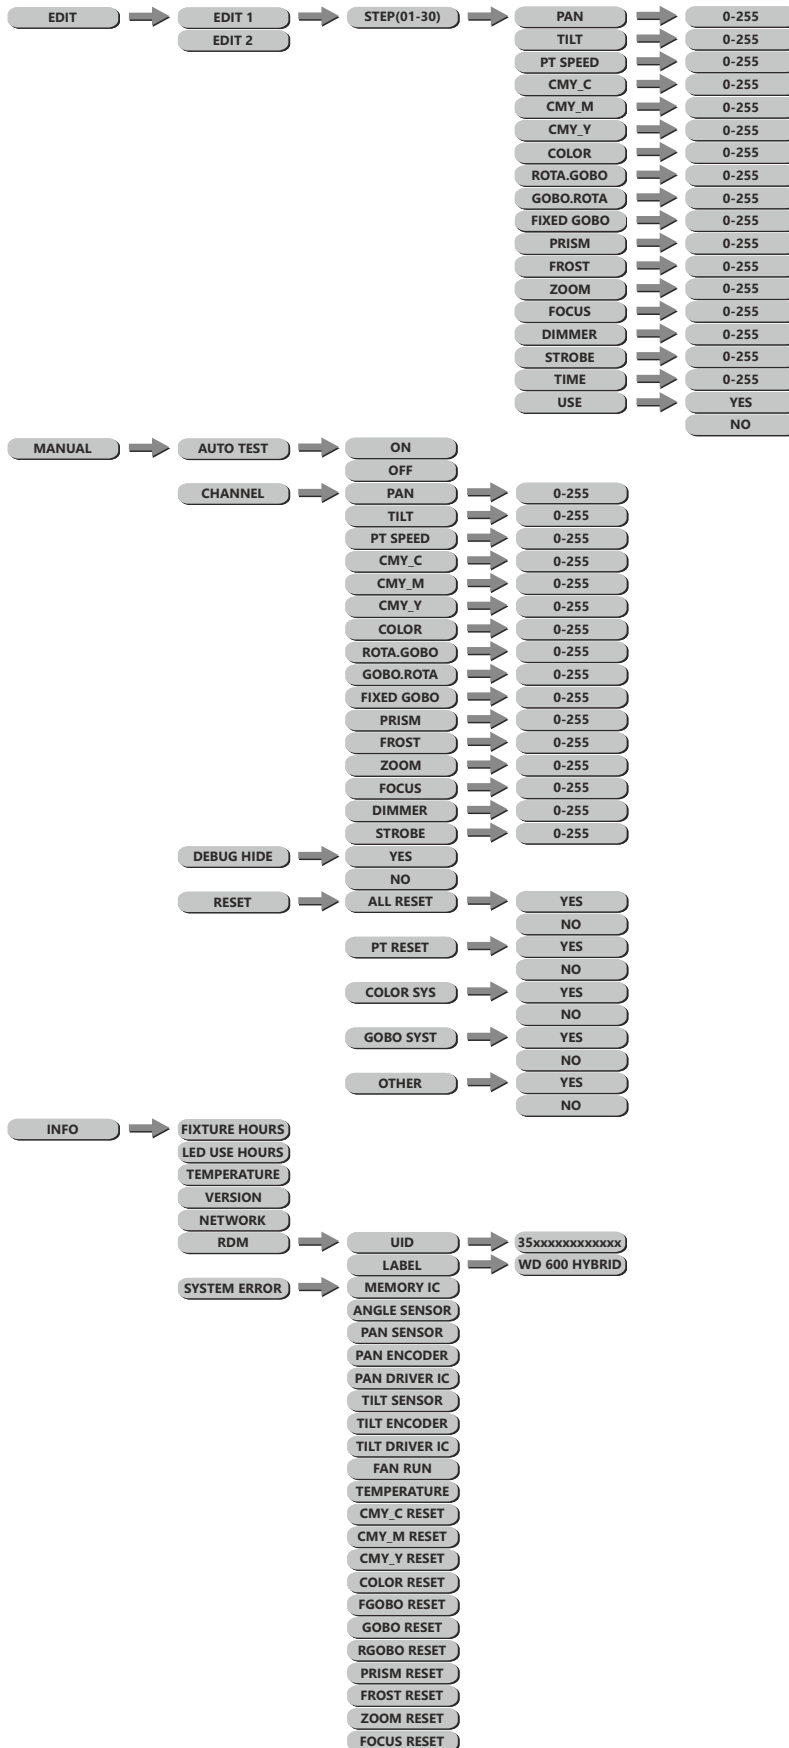 EDIT EDIT 1 STEP(01-30) PAN 0-255
EDIT 2 TILT 0-255
PT SPEED 0-255
CMY_C 0-255
CMY_M 0-255
CMY_Y 0-255
COLOR 0-255
ROTA.GOBO 0-255
GOBO.ROTA 0-255
FIXED GOBO 0-255
PRISM 0-255
FROST 0-255
ZOOM 0-255
FOCUS 0-255
DIMMER 0-255
STROBE 0-255
TIME 0-255
USE YES
NO
MANUAL AUTO TEST ON
OFF
CHANNEL PAN 0-255
TILT 0-255
PT SPEED 0-255
CMY_C 0-255
CMY_M 0-255
CMY_Y 0-255
COLOR 0-255
ROTA.GOBO 0-255
GOBO.ROTA 0-255
FIXED GOBO 0-255
PRISM 0-255
FROST 0-255
ZOOM 0-255
FOCUS 0-255
DIMMER 0-255
STROBE 0-255
DEBUG HIDE YES
NO
RESET ALL RESET YES
NO
PT RESET YES
NO
COLOR SYS YES
NO
GOBO SYST YES
NO
OTHER YES
NO
INFO FIXTURE HOURS
LED USE HOURS
TEMPERATURE
VERSION
NETWORK
RDM UID 35xxxxxxxxxxxx
LABEL WD 600 HYBRID
SYSTEM ERROR MEMORY IC
ANGLE SENSOR
PAN SENSOR
PAN ENCODER
PAN DRIVER IC
TILT SENSOR
TILT ENCODER
TILT DRIVER IC
FAN RUN
TEMPERATURE
CMY_C RESET
CMY_M RESET
CMY_Y RESET
COLOR RESET
FGOBO RESET
GOBO RESET
RGOBO RESET
PRISM RESET
FROST RESET
ZOOM RESET
FOCUS RESET